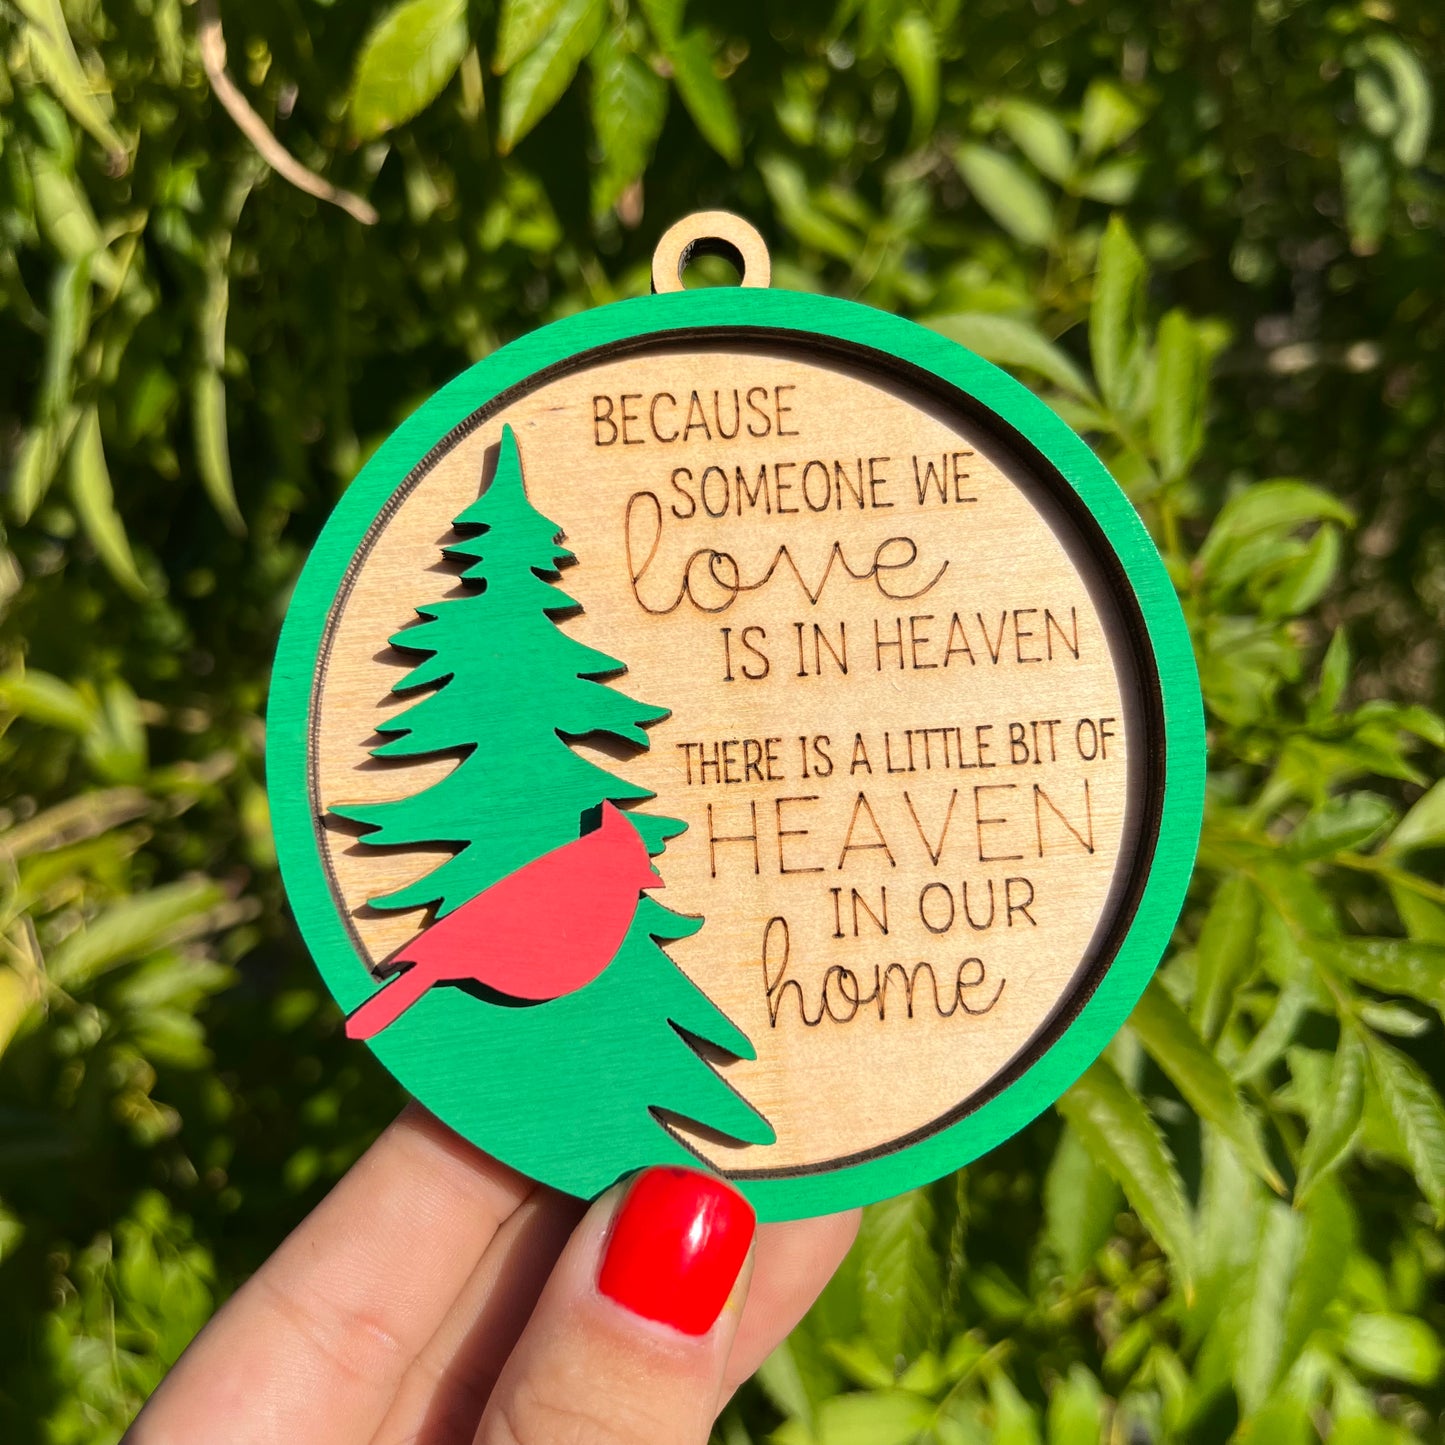 BECAUSE
SOMEONE WE
love
IS IN HEAVEN
THERE IS A LITTLE BIT OF
HEAVEN
IN OUR
home